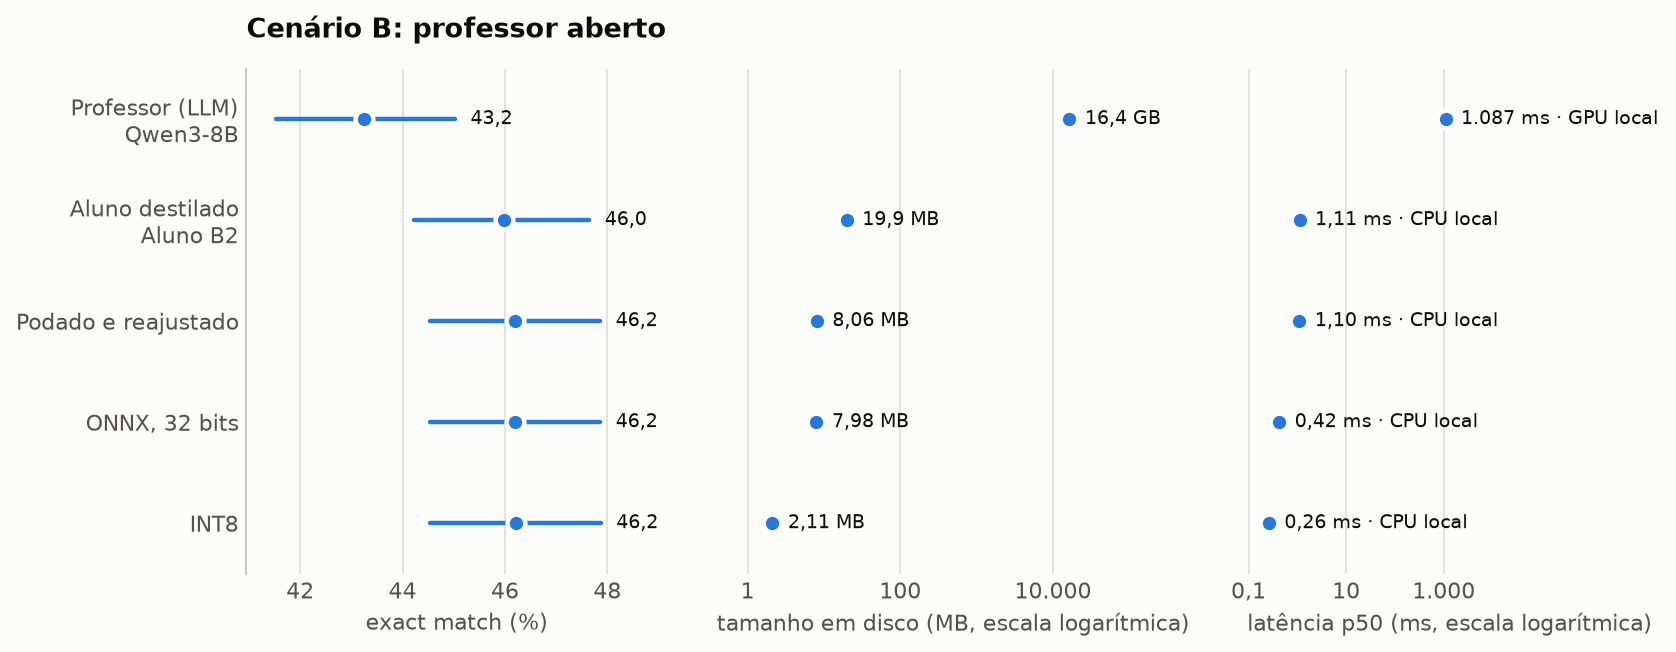 Cenário B: professor aberto
Professor (LLM)
Qwen3-8B
43,2
16,4 GB
1.087 ms · GPU local
Aluno destilado
Aluno B2
46,0
19,9 MB
1,11 ms · CPU local
Podado e reajustado
46,2
8,06 MB
1,10 ms · CPU local
ONNX, 32 bits
46,2
7,98 MB
0,42 ms · CPU local
INT8
46,2
2,11 MB
0,26 ms · CPU local
42 44 46 48
1 100 10.000
0,1 10 1.000
exact match (%)
tamanho em disco (MB, escala logarítmica)
latência p50 (ms, escala logarítmica)